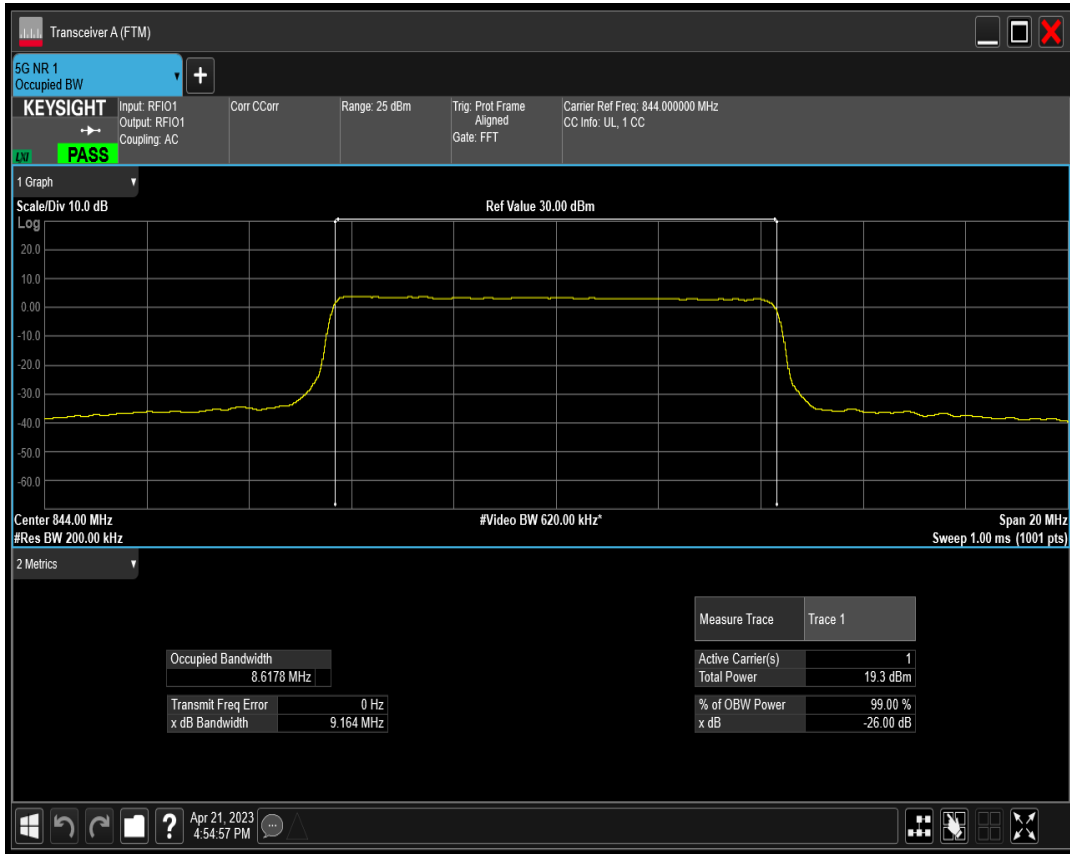 Transceiver A (FTM)
5G NR 1
Occupied BW
+
KEYSIGHT
LXI
PASS
Input: RFIO1
Output: RFIO1
Coupling: AC
Corr CCorr
Range: 25 dBm
Trig: Prot Frame
Aligned
Gate: FFT
Carrier Ref Freq: 844.000000 MHz
CC Info: UL, 1 CC
1 Graph
Scale/Div 10.0 dB
Ref Value 30.00 dBm
Log
20.0
10.0
0.00
-10.0
-20.0
-30.0
-40.0
-50.0
-60.0
Center 844.00 MHz
#Video BW 620.00 kHz*
Span 20 MHz
#Res BW 200.00 kHz
Sweep 1.00 ms (1001 pts)
2 Metrics
Measure Trace Trace 1
Occupied Bandwidth
8.6178 MHz
Active Carrier(s) 1
Total Power 19.3 dBm
Transmit Freq Error 0 Hz
x dB Bandwidth 9.164 MHz
% of OBW Power 99.00 %
x dB -26.00 dB
?
Apr 21, 2023
4:54:57 PM